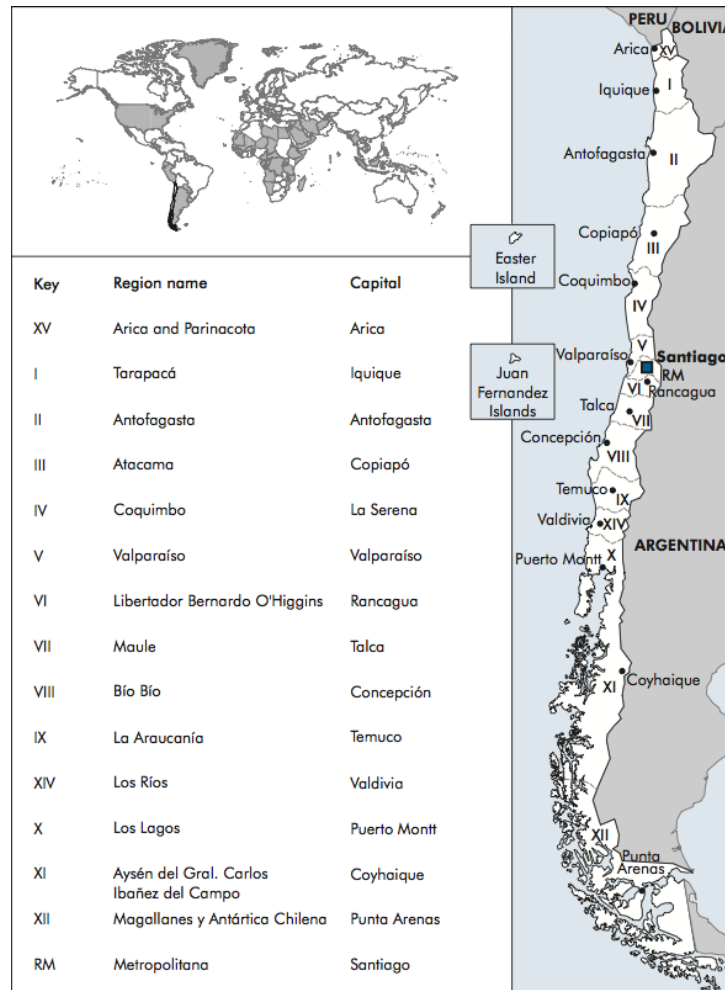 Key Region name Capital
XV Arica and Parinacota Arica
I Tarapacá Iquique
II Antofagasta Antofagasta
III Atacama Copiapó
IV Coquimbo La Serena
V Valparaíso Valparaíso
VI Libertador Bernardo O'Higgins Rancagua
VII Maule Talca
VIII Bío Bío Concepción
IX La Araucanía Temuco
XIV Los Ríos Valdivia
X Los Lagos Puerto Montt
XI Aysén del Gral. Carlos Coyhaique
Ibañez del Campo
XII Magallanes y Antártica Chilena Punta Arenas
RM Metropolitana Santiago
PERU
BOLIVIA
Arica
XV
Iquique
I
Antofagasta
II
Copiapó
III
Easter
Island
Coquimbo
IV
V
Valparaíso
Santiago
RM
Juan
Fernandez
Islands
VI
Rancagua
Talca
VII
Concepción
VIII
Temuco
IX
Valdivia
XIV
ARGENTINA
Puerto Montt
X
Coyhaique
XI
XII
Punta
Arenas